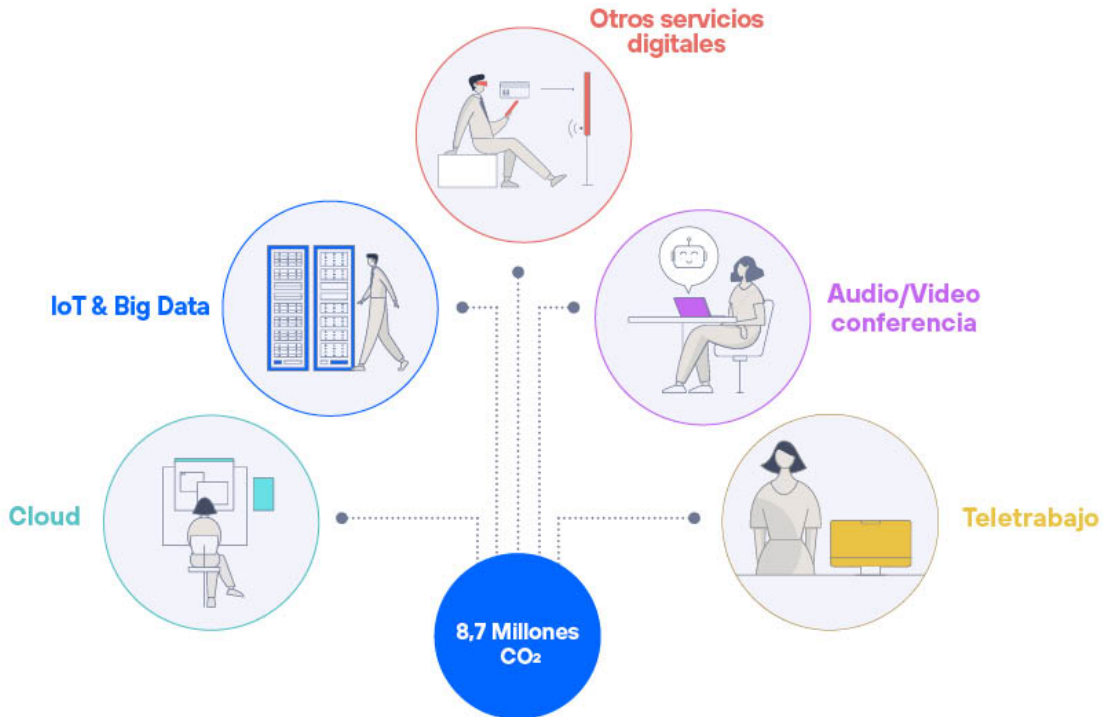 Otros servicios
digitales
IoT & Big Data
Audio/Video
conferencia
Cloud
Teletrabajo
8,7 Millones
CO₂